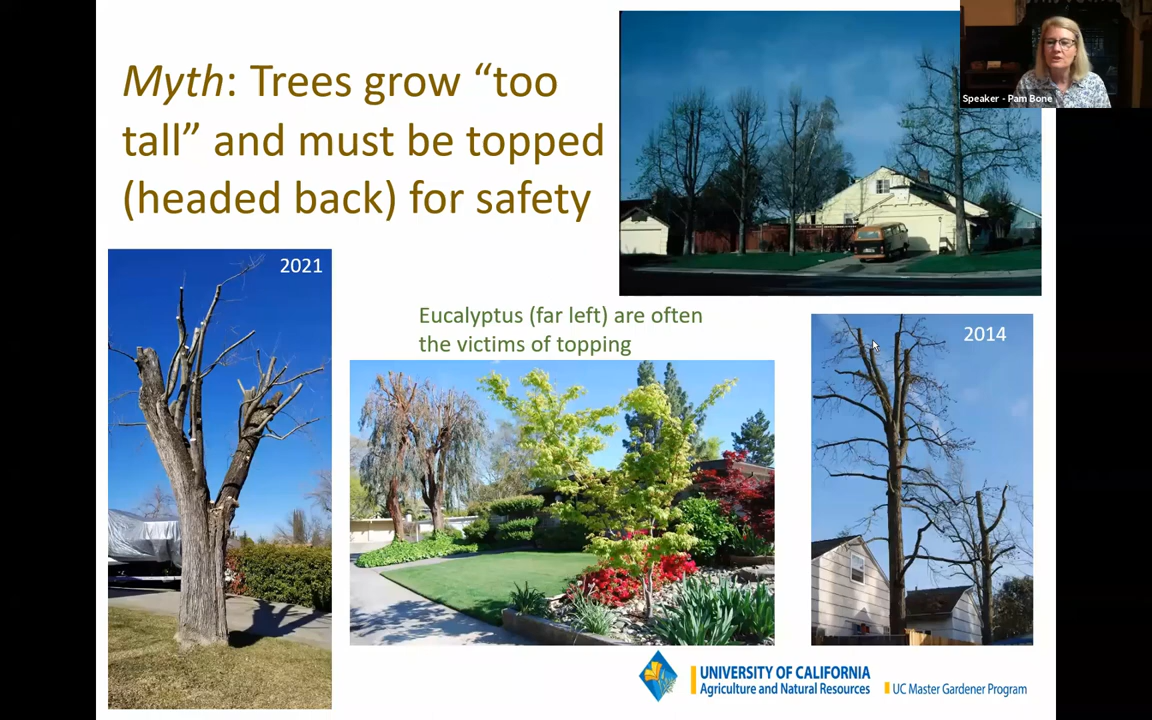 Myth: Trees grow “too
tall” and must be topped
(headed back) for safety
Speaker - Pam Bone
2021
Eucalyptus (far left) are often
the victims of topping
2014
UNIVERSITY OF CALIFORNIA
Agriculture and Natural Resources
UC Master Gardener Program